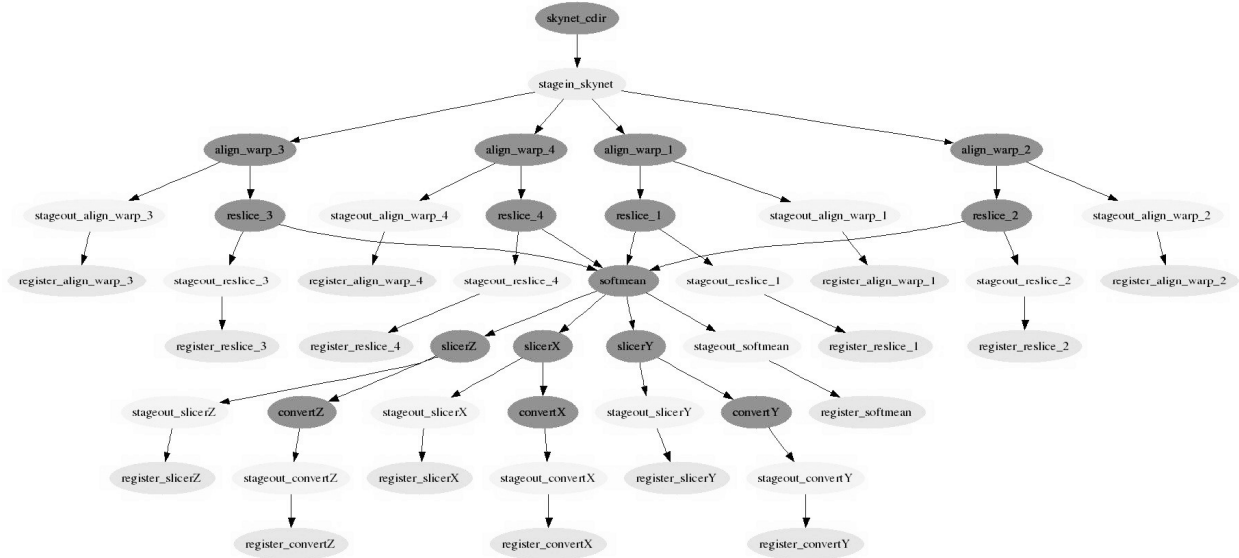 skynet_cdir
stagein_skynet
align_warp_3
align_warp_4
align_warp_1
align_warp_2
stageout_align_warp_3
reslice_3
stageout_align_warp_4
reslice_4
reslice_1
stageout_align_warp_1
reslice_2
stageout_align_warp_2
register_align_warp_3
stageout_reslice_3
register_align_warp_4
stageout_reslice_4
softmean
stageout_reslice_1
register_align_warp_1
stageout_reslice_2
register_align_warp_2
register_reslice_3
register_reslice_4
slicerZ
slicerX
slicerY
stageout_softmean
register_reslice_1
register_reslice_2
stageout_slicerZ
convertZ
stageout_slicerX
convertX
stageout_slicerY
convertY
register_softmean
register_slicerZ
stageout_convertZ
register_slicerX
stageout_convertX
register_slicerY
stageout_convertY
register_convertZ
register_convertX
register_convertY